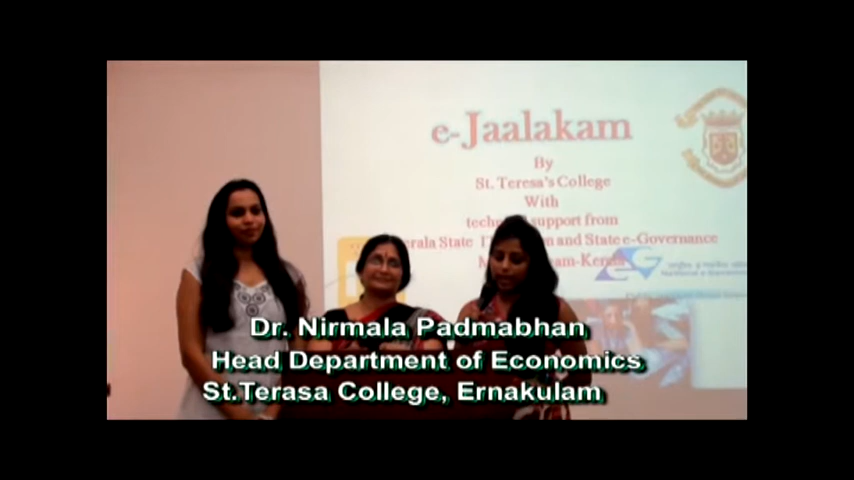 e-Jaalakam
By
St. Teresa's College
With
support from
State and State e-Governance
Dr. Nirmala Padmabhan
Head Department of Economics
St.Terasa College, Ernakulam